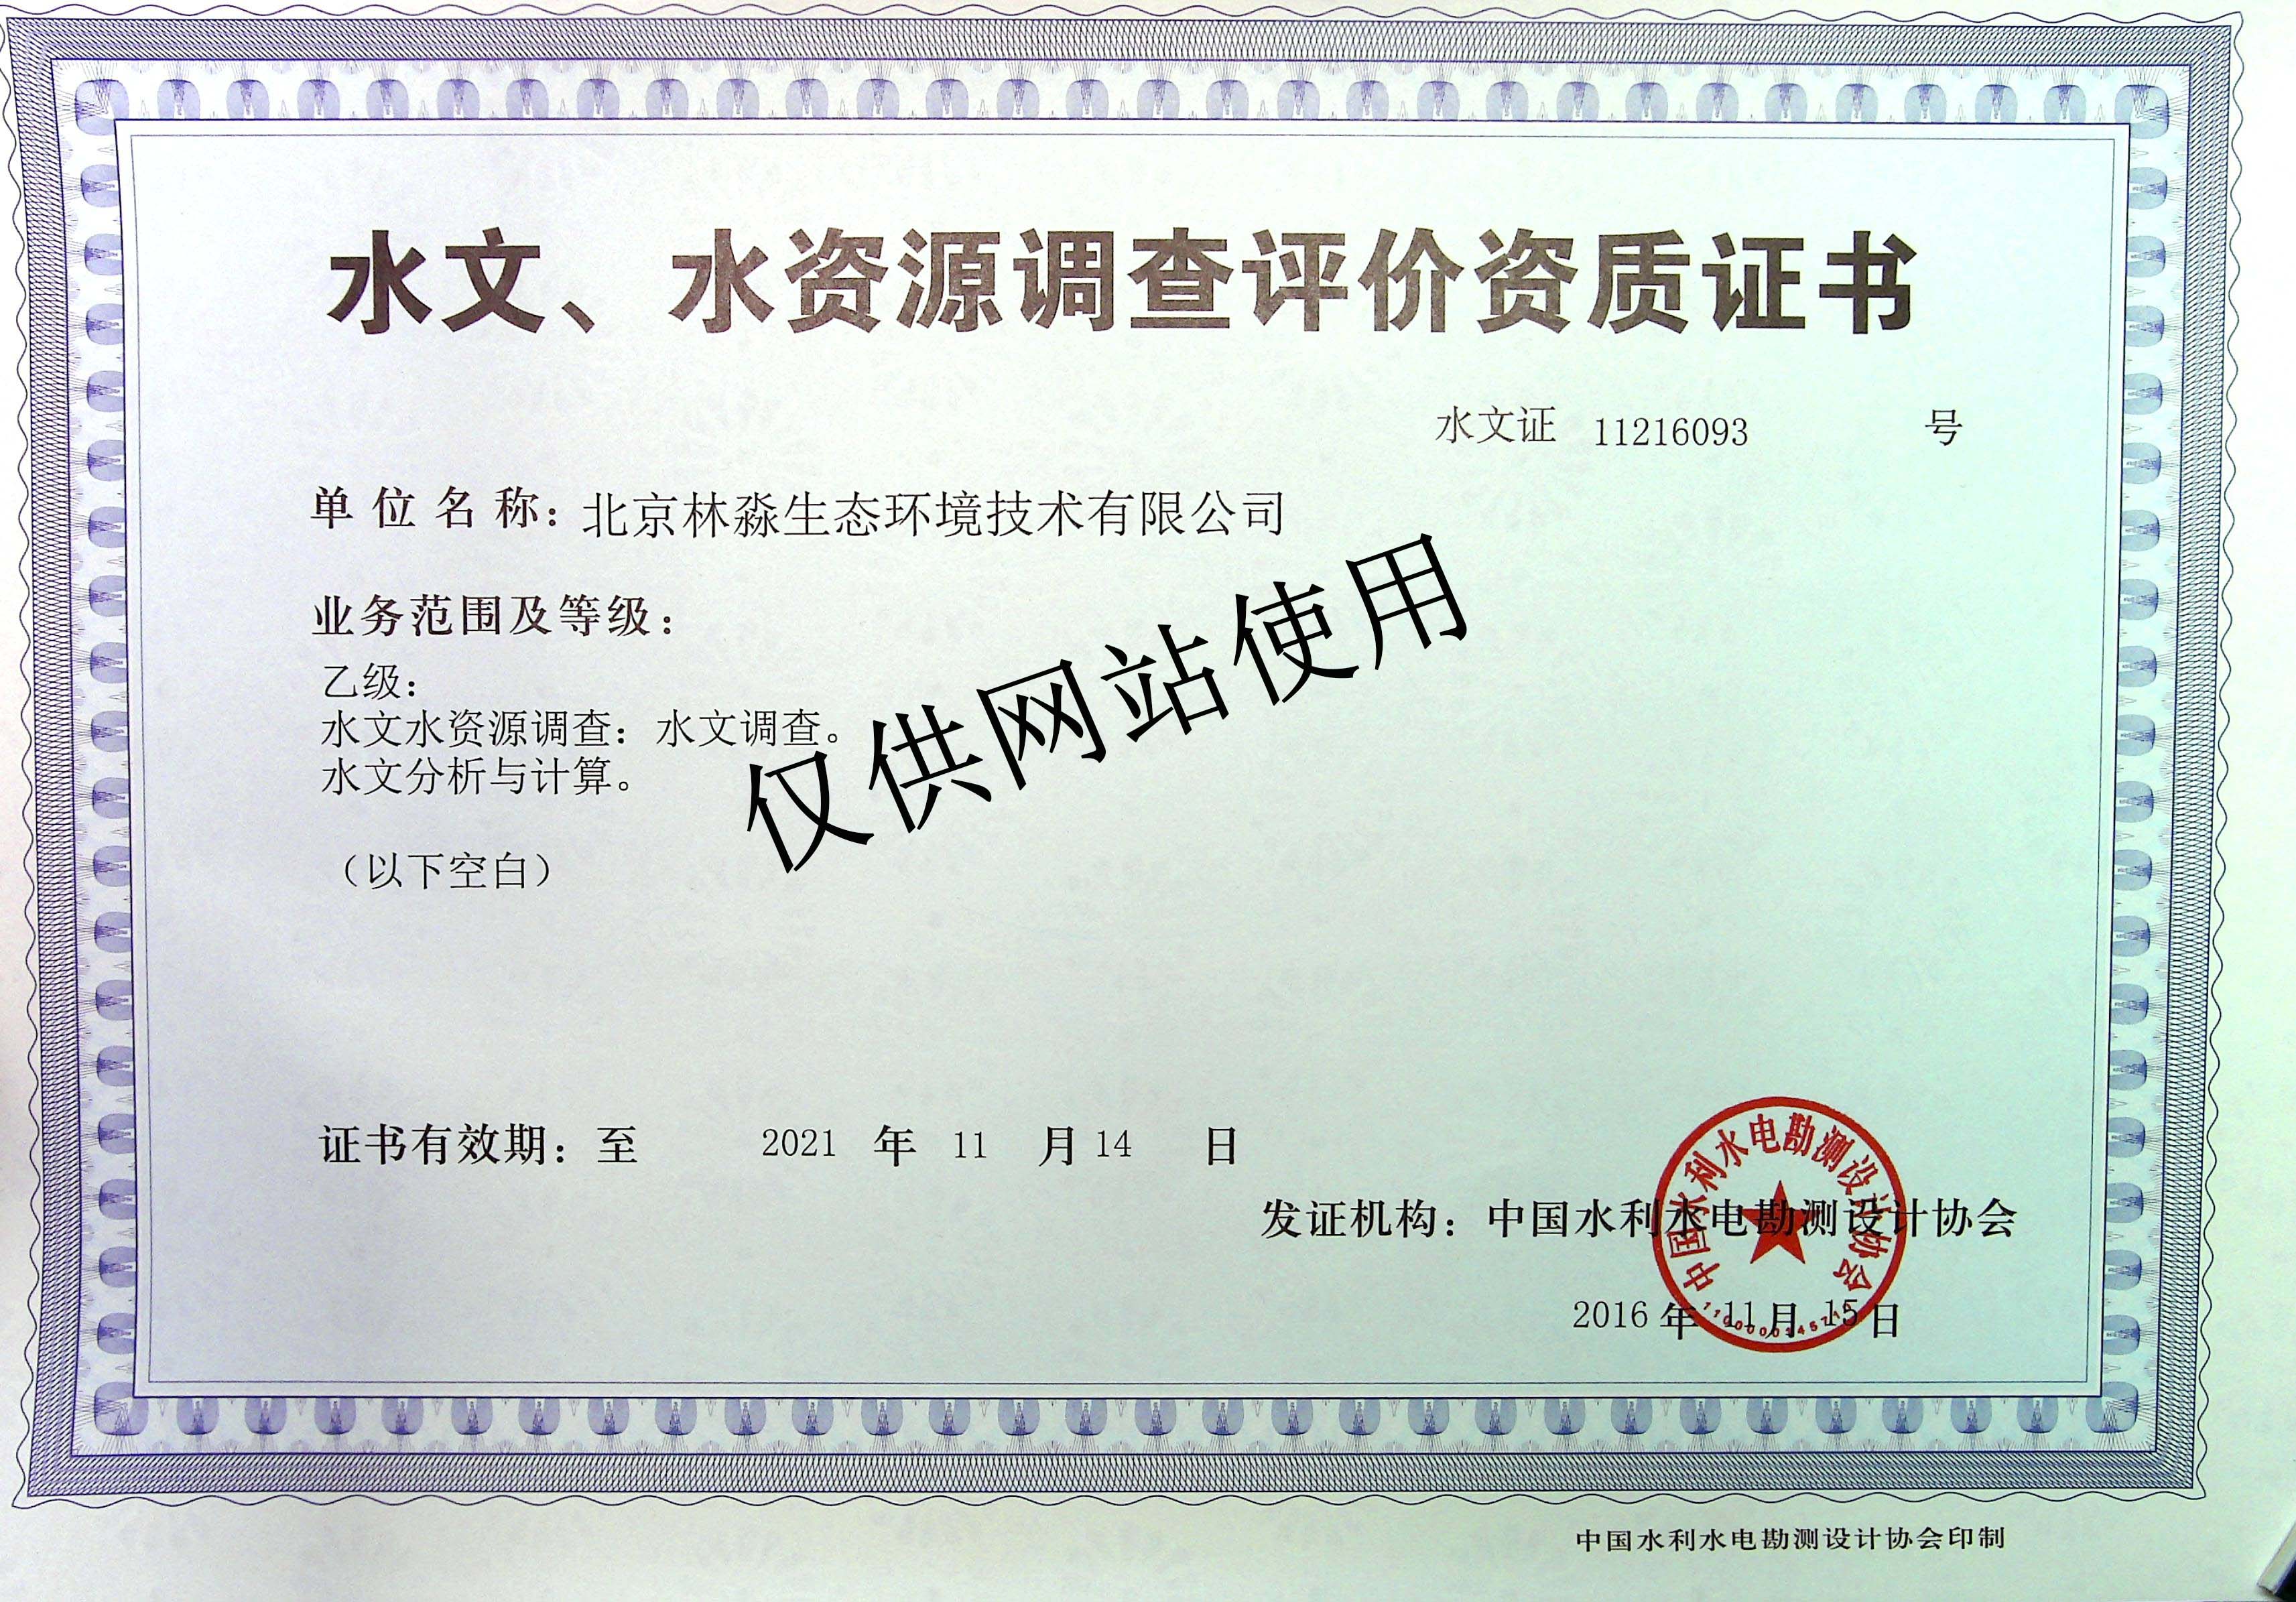 水文、水资源调查评价资质证书
水文证 11216093 号
单位名称：北京林淼生态环境技术有限公司
业务范围及等级：
乙级：
水文水资源调查：水文调查。
水文分析与计算。
（以下空白）
仅供网站使用
证书有效期：至 2021 年 11 月 14 日
发证机构：中国水利水电勘测设计协会
2016 年 11 月 15 日
中国水利水电勘测设计协会
中国水利水电勘测设计协会印制